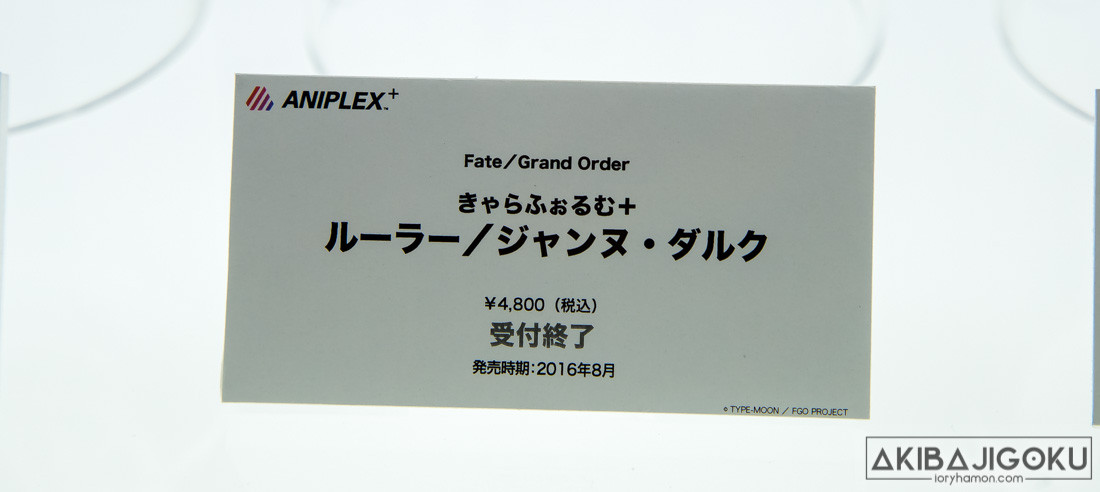 ANIPLEX™+
Fate／Grand Order
きゃらふぉるむ＋
ルーラー／ジャンヌ・ダルク
¥4,800（税込）
受付終了
発売時期：2016年8月
© TYPE-MOON ／ FGO PROJECT
AKIBAJIGOKU
loryhamon.com